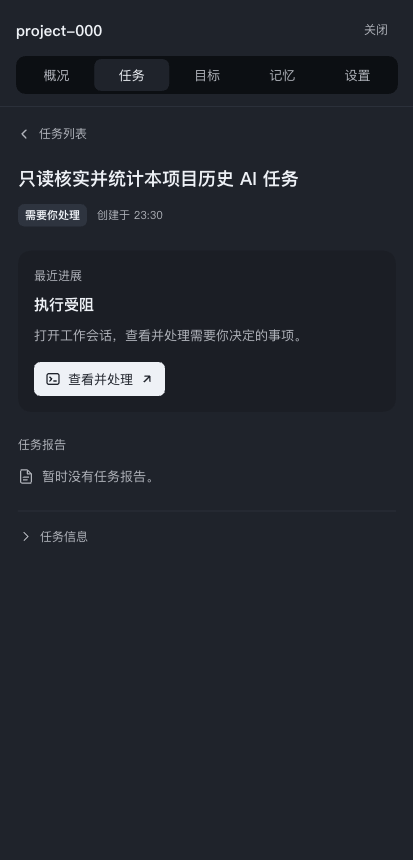 project-000
关闭
概况
任务
目标
记忆
设置
任务列表
只读核实并统计本项目历史 AI 任务
需要你处理
创建于 23:30
最近进展
执行受阻
打开工作会话，查看并处理需要你决定的事项。
查看并处理
任务报告
暂时没有任务报告。
任务信息